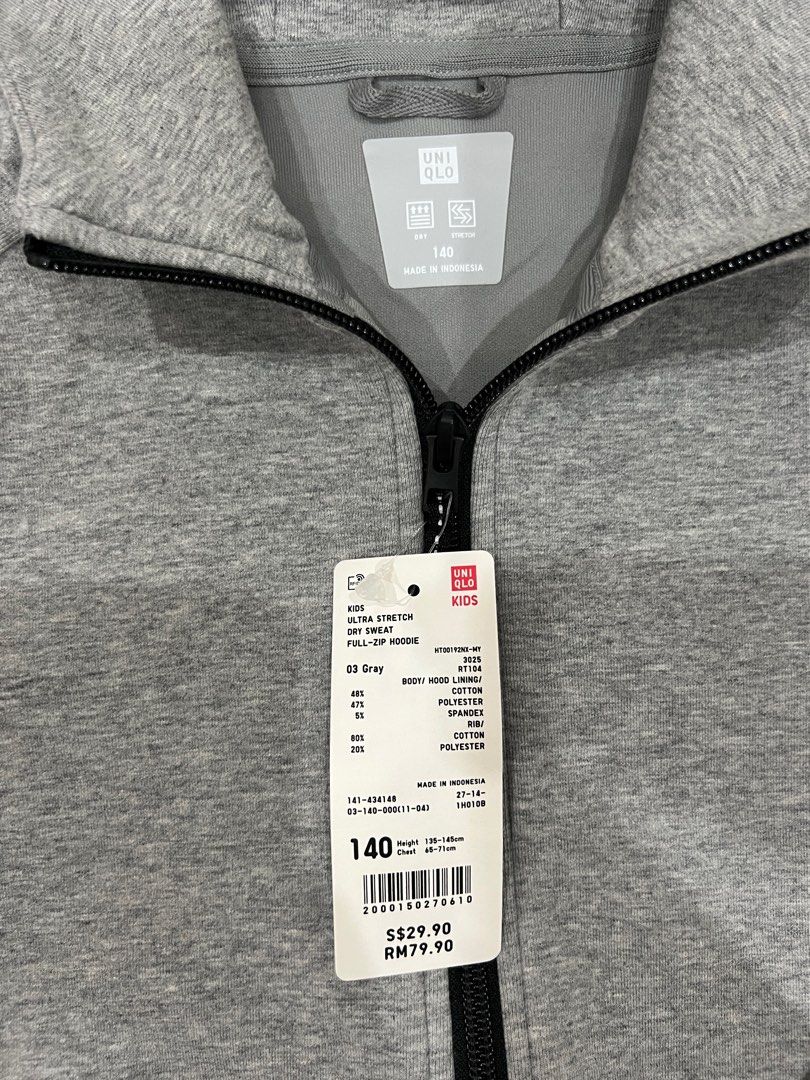 UNI
QLO
DRY STRETCH
140
MADE IN INDONESIA
UNI
QLO
KIDS
KIDS
ULTRA STRETCH
DRY SWEAT
FULL-ZIP HOODIE
HT00192NX-MY
3025
03 Gray RT104
BODY/ HOOD LINING/
48% COTTON
47% POLYESTER
5% SPANDEX
RIB/
80% COTTON
20% POLYESTER
MADE IN INDONESIA
141-434148 27-14-
03-140-000(11-04) 1H010B
140 Height 135-145cm
Chest 65-71cm
2000150270610
S$29.90
RM79.90